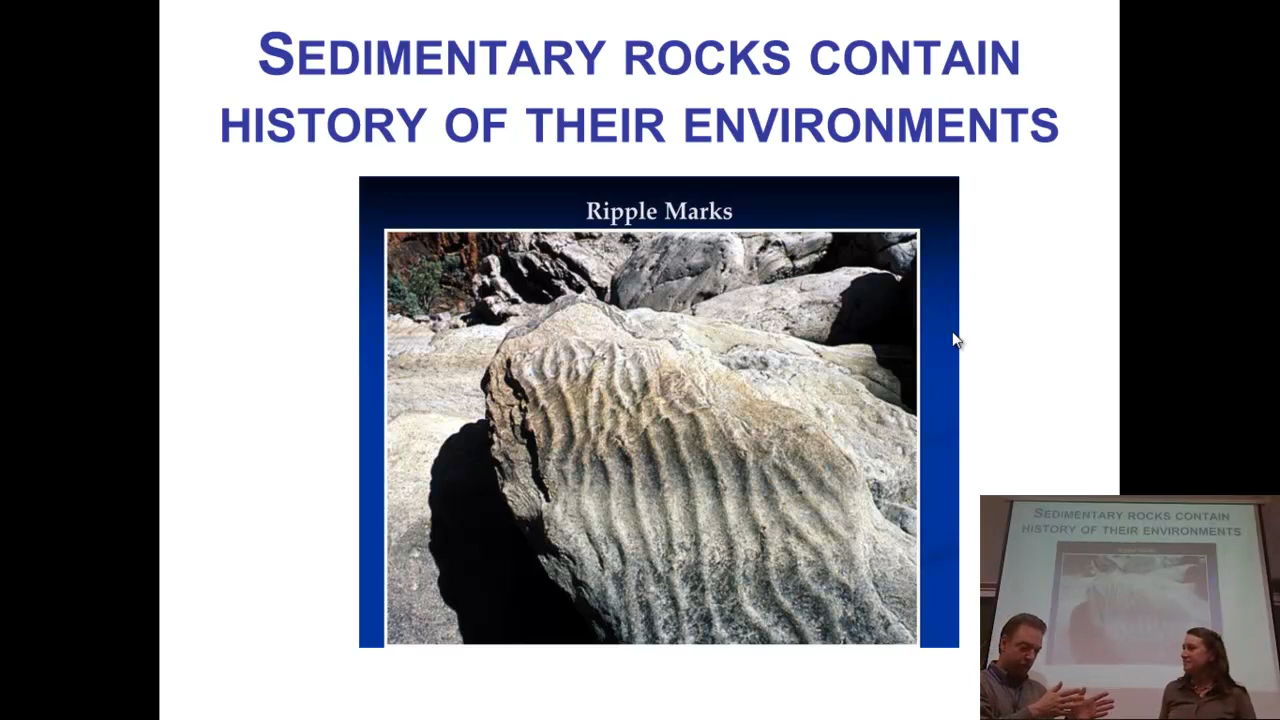 SEDIMENTARY ROCKS CONTAIN
HISTORY OF THEIR ENVIRONMENTS
Ripple Marks
SEDIMENTARY ROCKS CONTAIN
HISTORY OF THEIR ENVIRONMENTS